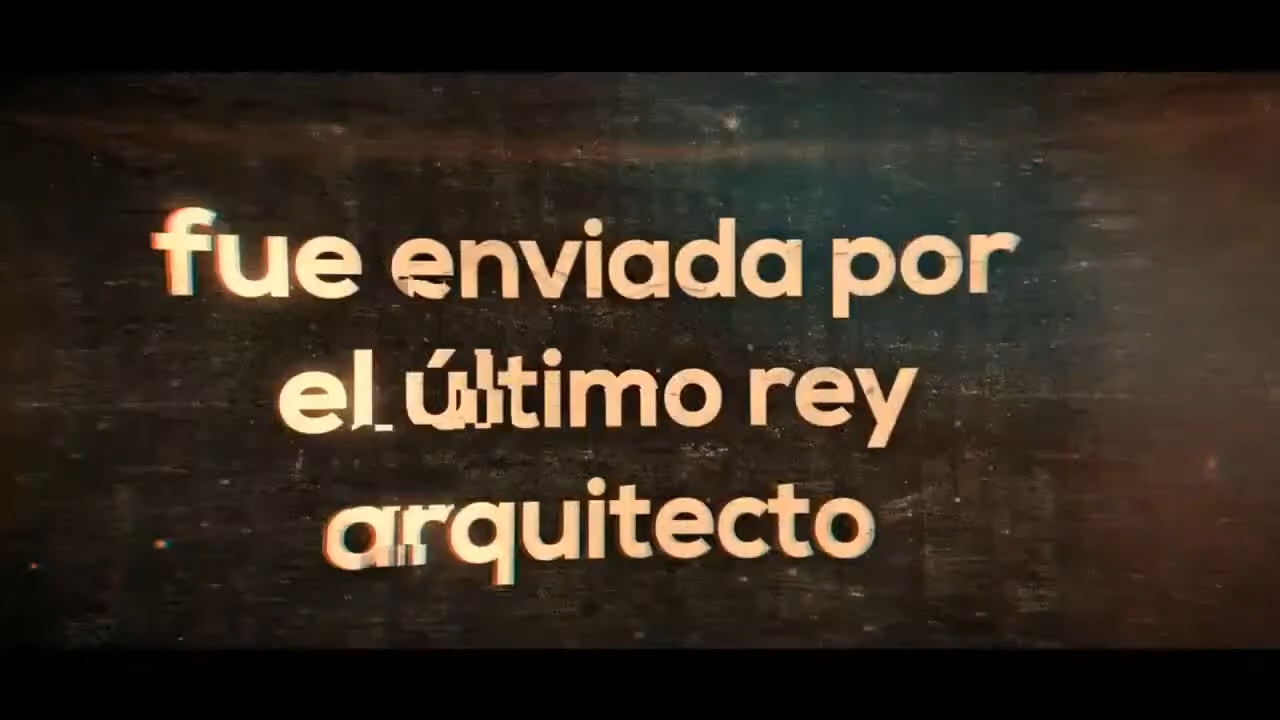 fue enviada por
el último rey
arquitecto